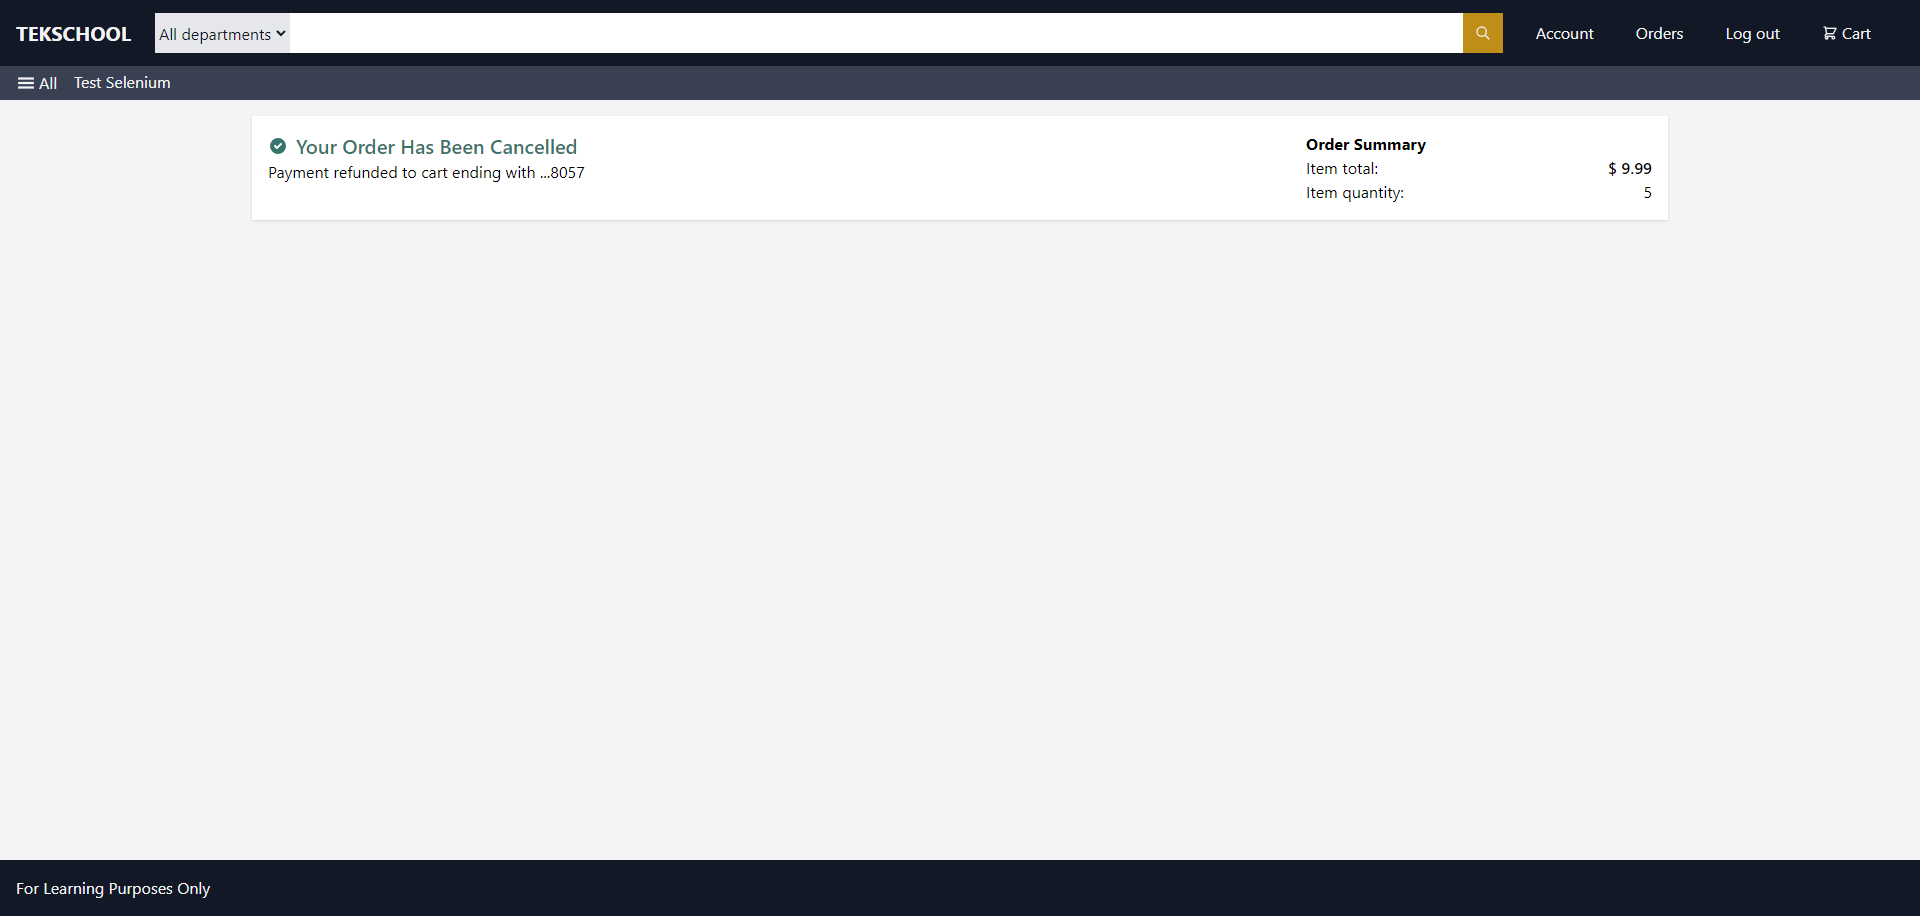 TEKSCHOOL
All departments
Account
Orders
Log out
Cart
All
Test Selenium
Your Order Has Been Cancelled
Payment refunded to cart ending with ...8057
Order Summary
Item total: $ 9.99
Item quantity: 5
For Learning Purposes Only